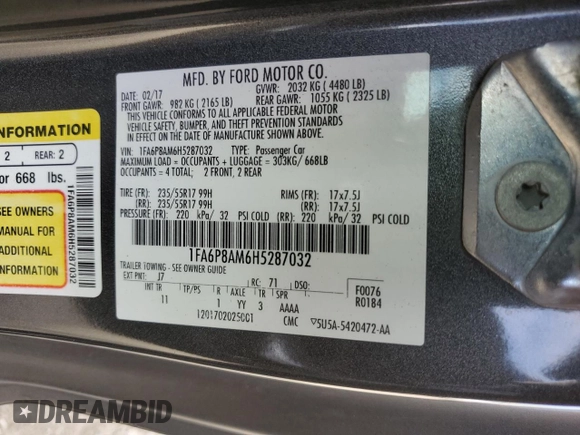 MFD. BY FORD MOTOR CO.
DATE: 02/17 GVWR: 2032 KG ( 4480 LB)
FRONT GAWR: 982 KG ( 2165 LB) REAR GAWR: 1055 KG ( 2325 LB)
THIS VEHICLE CONFORMS TO ALL APPLICABLE FEDERAL MOTOR
VEHICLE SAFETY, BUMPER, AND THEFT PREVENTION STANDARDS
IN EFFECT ON THE DATE OF MANUFACTURE SHOWN ABOVE.
VEHICLE: 1FA6P8AM6H5287032 TYPE: Passenger Car
MAXIMUM LOAD = OCCUPANTS + LUGGAGE = 303KG/ 668LB
OCCUPANTS = 4 TOTAL; 2 FRONT, 2 REAR
TIRE (FR): 235/55R17 99H RIMS (FR): 17x7.5J
(RR): 235/55R17 99H (RR): 17x7.5J
PRESSURE (FR): 220 kPa/ 32 PSI COLD (RR): 220 kPa/ 32 PSI COLD
1FA6P8AM6H5287032
TRAILER TOWING - SEE OWNER GUIDE
EXT PNT: J7 RC: 71 DSO: F0076
INT TR TP/PS R AXLE TR SPR R0184
11 1 YY 3 AAAA
1201702025001 CMC 5U5A-5420472-AA
INFORMATION
2 REAR: 2
or 668 lbs.
SEE OWNERS
MANUAL FOR
ADDITIONAL
INFORMATION
1FA6P8AM6H5287032
DREAMBID